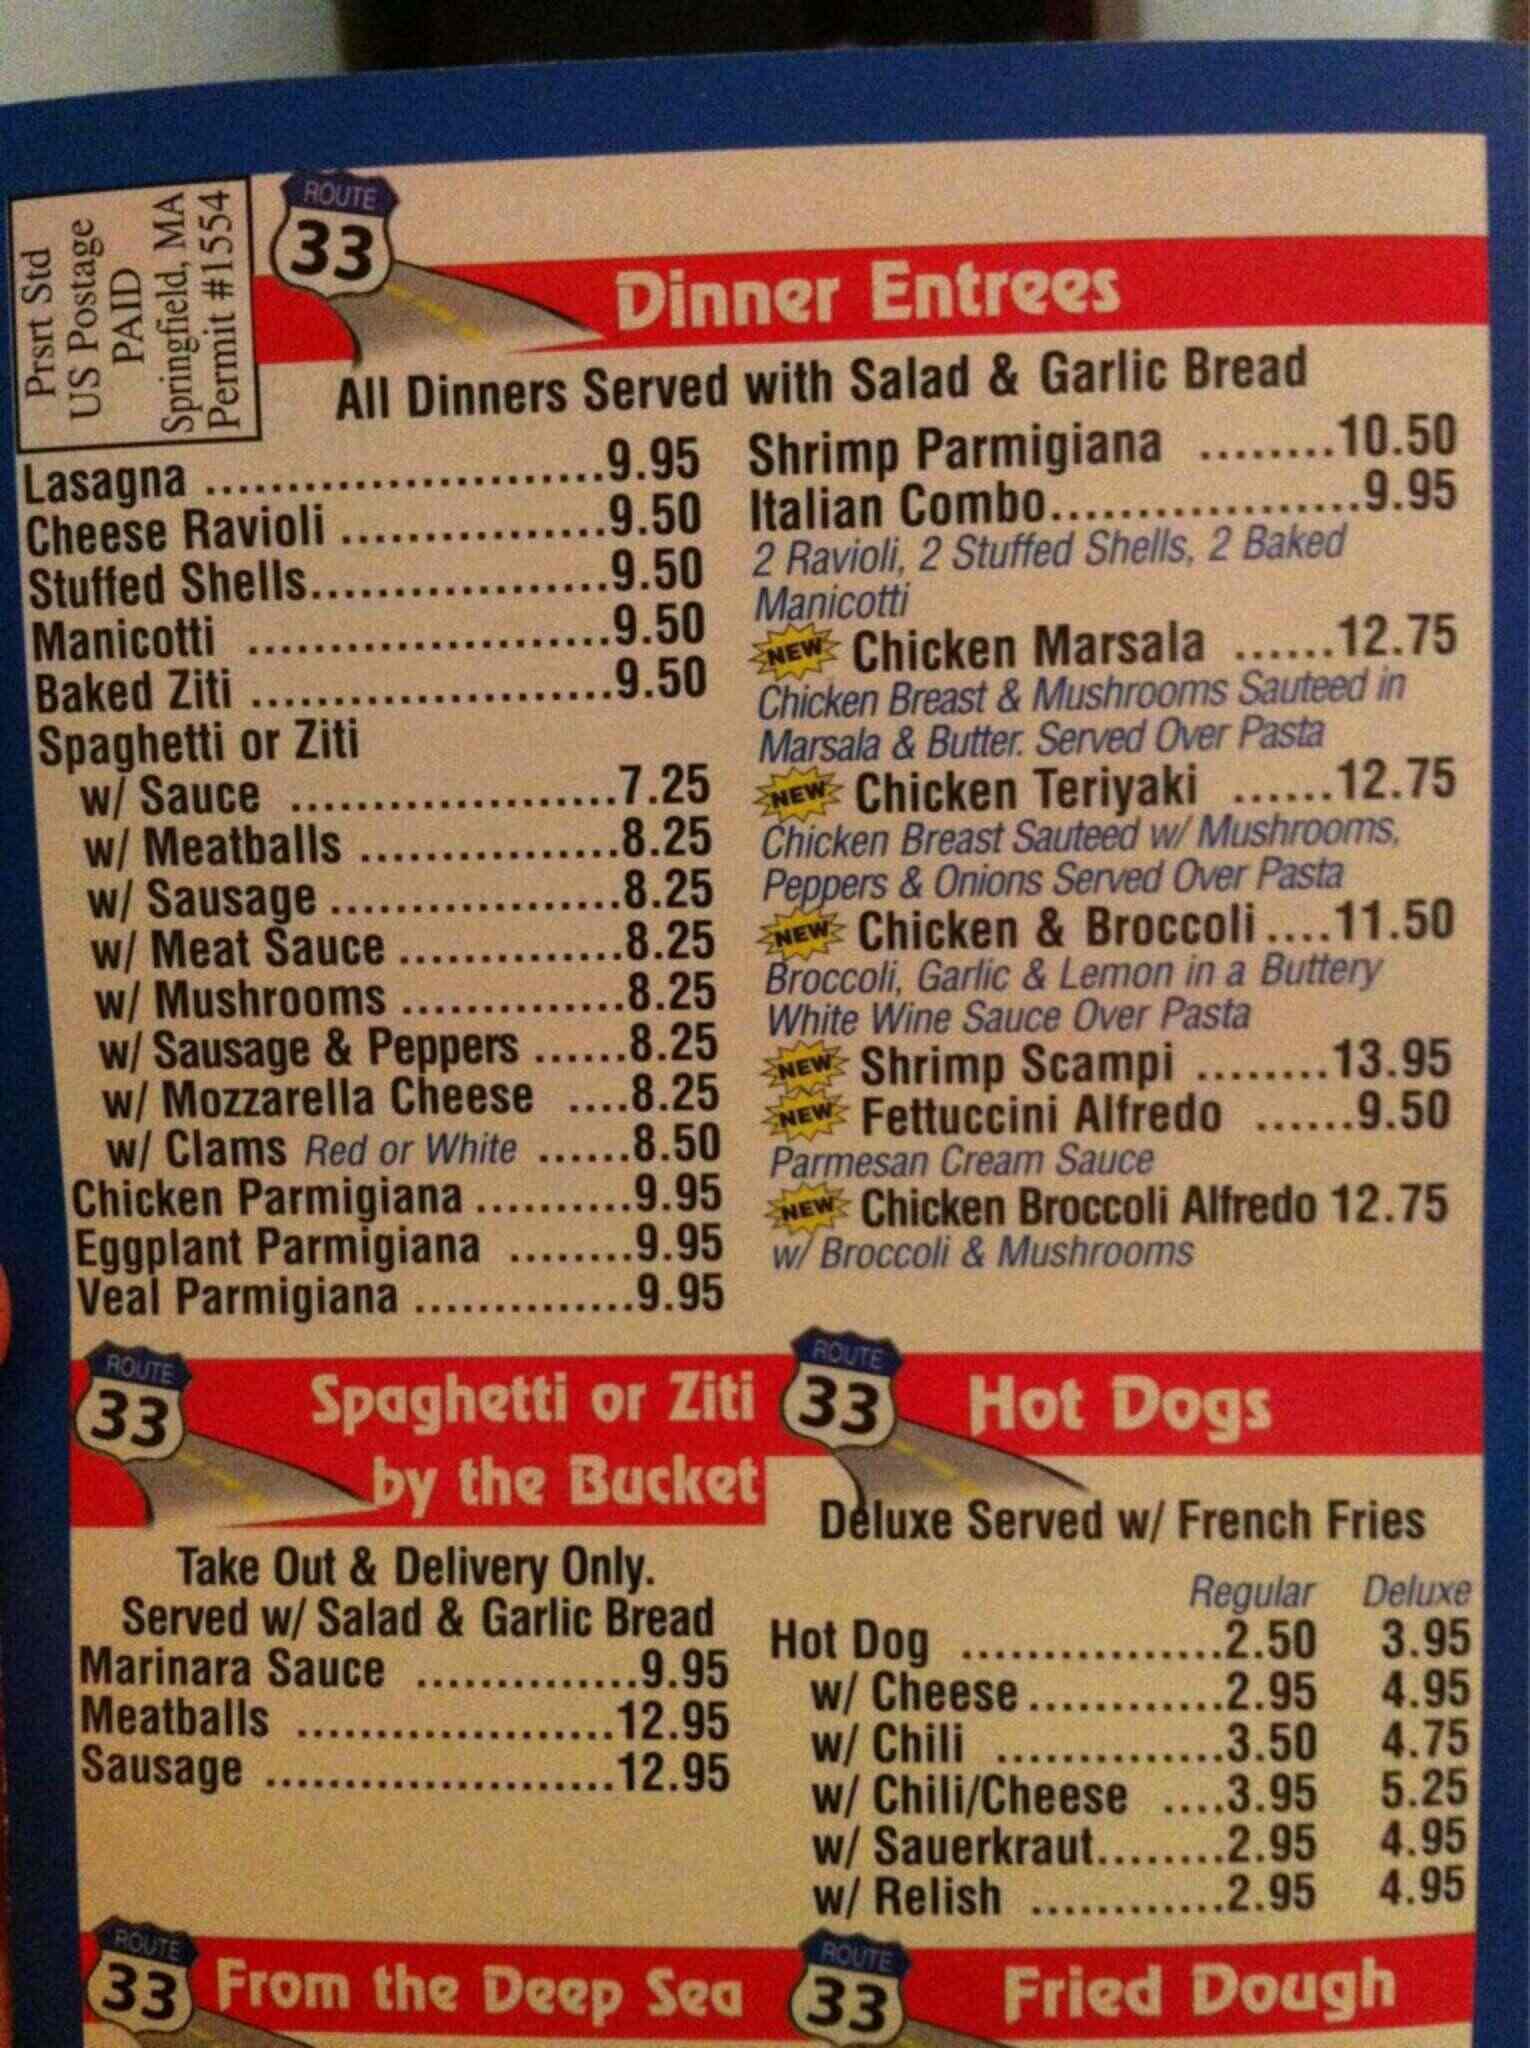 Prsrt Std
US Postage
PAID
Springfield, MA
Permit #1554
ROUTE
33
Dinner Entrees
All Dinners Served with Salad & Garlic Bread
Lasagna .........................9.95
Cheese Ravioli .................9.50
Stuffed Shells...................9.50
Manicotti .......................9.50
Baked Ziti .......................9.50
Spaghetti or Ziti
w/ Sauce .....................7.25
w/ Meatballs .................8.25
w/ Sausage ...................8.25
w/ Meat Sauce ..............8.25
w/ Mushrooms ..............8.25
w/ Sausage & Peppers ......8.25
w/ Mozzarella Cheese ....8.25
w/ Clams Red or White ......8.50
Chicken Parmigiana ..........9.95
Eggplant Parmigiana ........9.95
Veal Parmigiana ..............9.95
Shrimp Parmigiana ........10.50
Italian Combo...................9.95
2 Ravioli, 2 Stuffed Shells, 2 Baked
Manicotti
NEW Chicken Marsala ......12.75
Chicken Breast & Mushrooms Sauteed in
Marsala & Butter. Served Over Pasta
NEW Chicken Teriyaki ......12.75
Chicken Breast Sauteed w/ Mushrooms,
Peppers & Onions Served Over Pasta
NEW Chicken & Broccoli ....11.50
Broccoli, Garlic & Lemon in a Buttery
White Wine Sauce Over Pasta
NEW Shrimp Scampi ........13.95
NEW Fettuccini Alfredo ......9.50
Parmesan Cream Sauce
NEW Chicken Broccoli Alfredo 12.75
w/ Broccoli & Mushrooms
ROUTE
33
Spaghetti or Ziti
by the Bucket
Take Out & Delivery Only.
Served w/ Salad & Garlic Bread
Marinara Sauce ..............9.95
Meatballs ....................12.95
Sausage ......................12.95
ROUTE
33
Hot Dogs
Deluxe Served w/ French Fries
Regular Deluxe
Hot Dog ................2.50 3.95
w/ Cheese............2.95 4.95
w/ Chili ..............3.50 4.75
w/ Chili/Cheese ....3.95 5.25
w/ Sauerkraut........2.95 4.95
w/ Relish ............2.95 4.95
ROUTE
33
From the Deep Sea
ROUTE
33
Fried Dough